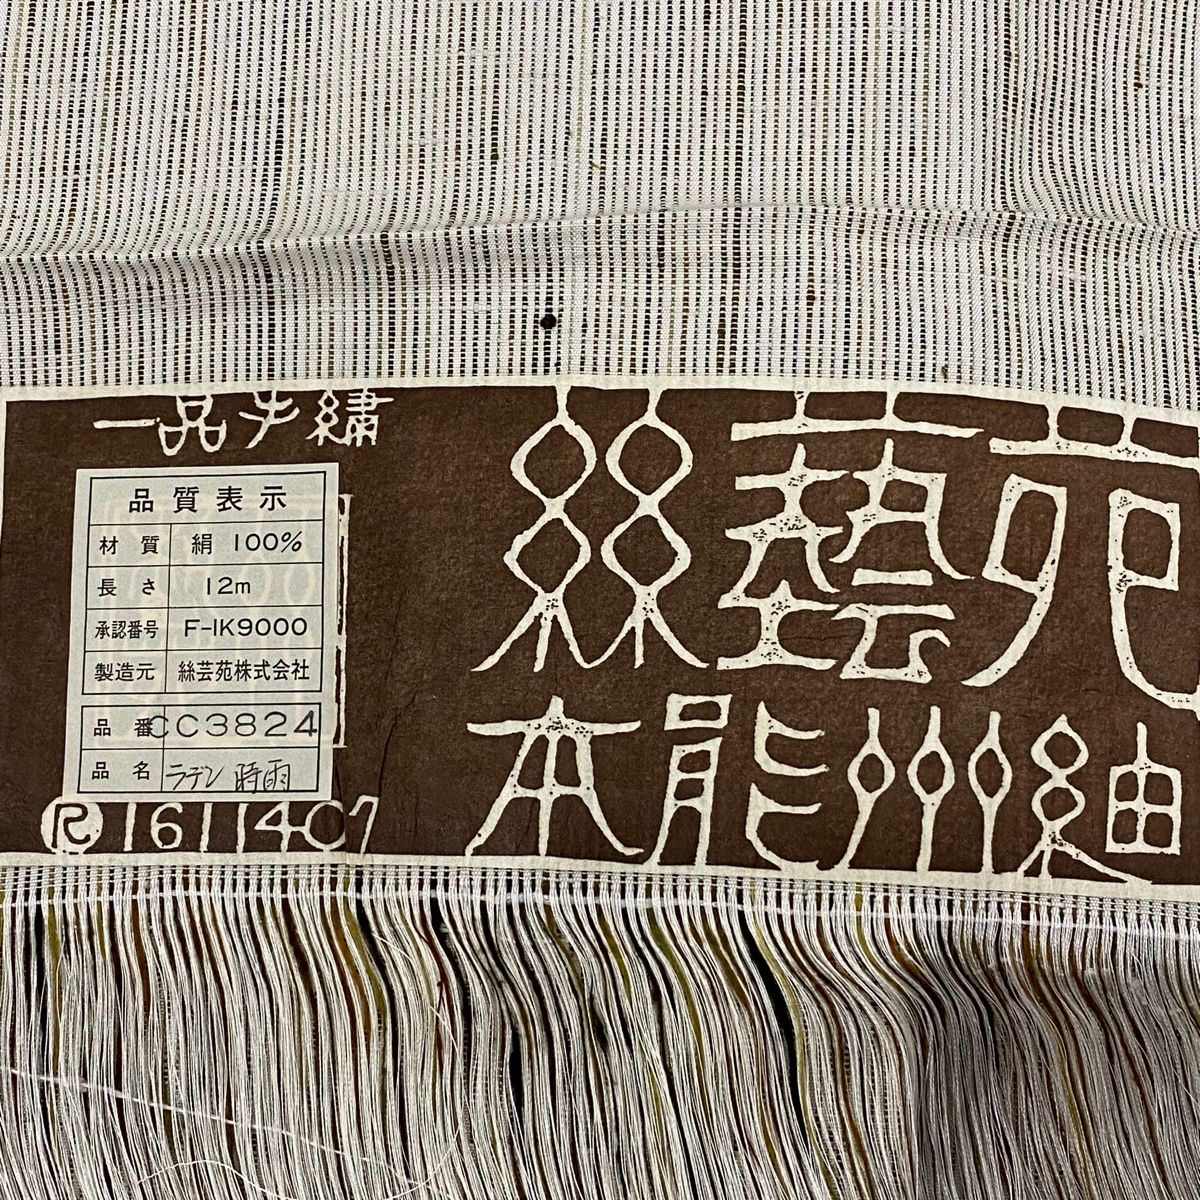 一品手繍
絲藝苑
本能州紬
品質表示
材質 絹 100%
長さ 12m
承認番号 F-IK9000
製造元 絲芸苑株式会社
品番 CC3824
品名 ラデン 時雨
Ⓡ1611407